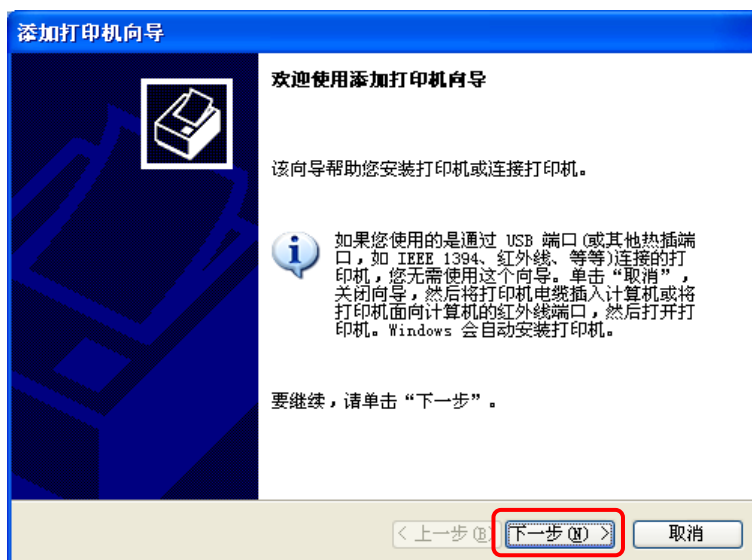 添加打印机向导
欢迎使用添加打印机向导
该向导帮助您安装打印机或连接打印机。
如果您使用的是通过 USB 端口(或其他热插端
口，如 IEEE 1394、红外线、等等)连接的打
印机，您无需使用这个向导。单击“取消”，
关闭向导，然后将打印机电缆插入计算机或将
打印机面向计算机的红外线端口，然后打开打
印机。Windows 会自动安装打印机。
要继续，请单击“下一步”。
< 上一步(B) 下一步(N) > 取消